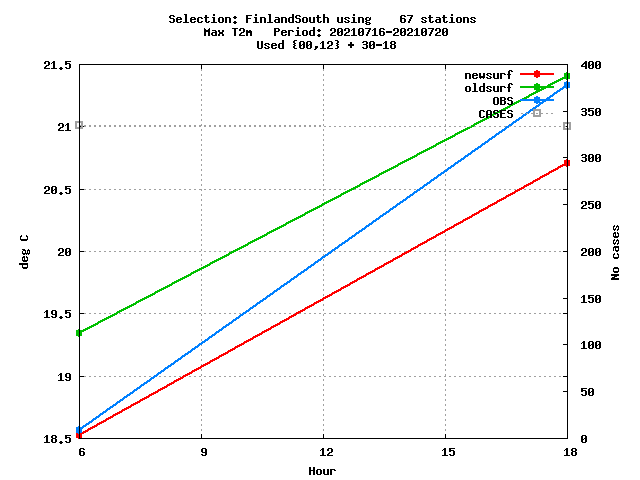 Selection: FinlandSouth using    67 stations
Max T2m   Period: 20210716-20210720
Used {00,12} + 30-18
newsurf
oldsurf
OBS
CASES
21.5
21
20.5
20
19.5
19
18.5
400
350
300
250
200
150
100
50
0
deg C
No cases
6
9
12
15
18
Hour